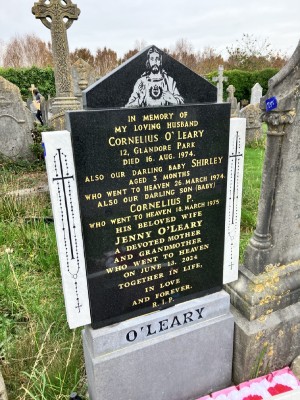 IN MEMORY OF
MY LOVING HUSBAND
CORNELIUS O'LEARY
12, GLANDORE PARK
DIED 16. AUG. 1974,
ALSO OUR DARLING BABY SHIRLEY
AGED 3 MONTHS
WHO WENT TO HEAVEN 26. MARCH 1974.
ALSO OUR DARLING SON (BABY)
CORNELIUS P.
WHO WENT TO HEAVEN 18. MARCH 1975
HIS BELOVED WIFE
JENNY O'LEARY
A DEVOTED MOTHER
AND GRANDMOTHER
WHO WENT TO HEAVEN
ON JUNE 13, 2024
TOGETHER IN LIFE,
IN LOVE
AND FOREVER.
R.I.P.
O'LEARY